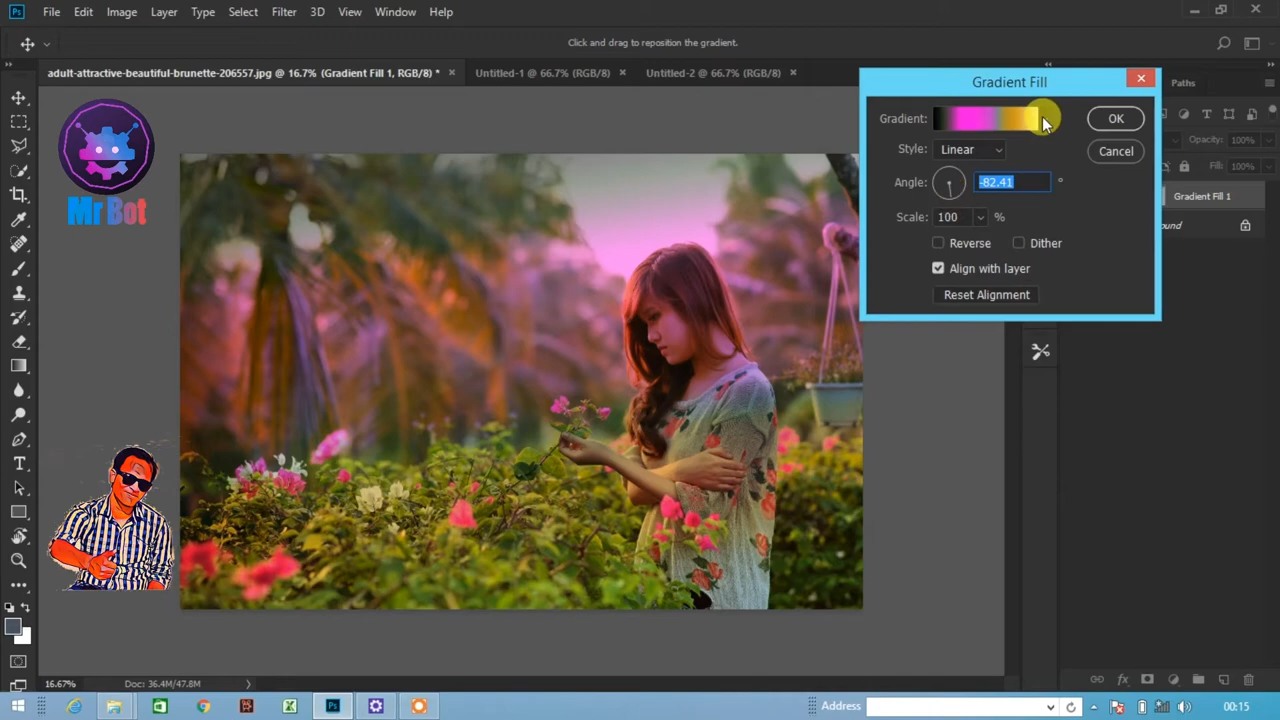 Ps File Edit Image Layer Type Select Filter 3D View Window Help
Click and drag to reposition the gradient.
adult-attractive-beautiful-brunette-206557.jpg @ 16.7% (Gradient Fill 1, RGB/8) *
Untitled-1 @ 66.7% (RGB/8)
Untitled-2 @ 66.7% (RGB/8)
Paths
Gradient Fill
Gradient:
OK
Style: Linear
Cancel
Angle: -82.41 °
Scale: 100 %
Reverse Dither
Align with layer
Reset Alignment
Opacity: 100%
Fill: 100%
Gradient Fill 1
ound
Mr Bot
T
fx
16.67% Doc: 36.4M/47.8M
Ps
Address
00:15